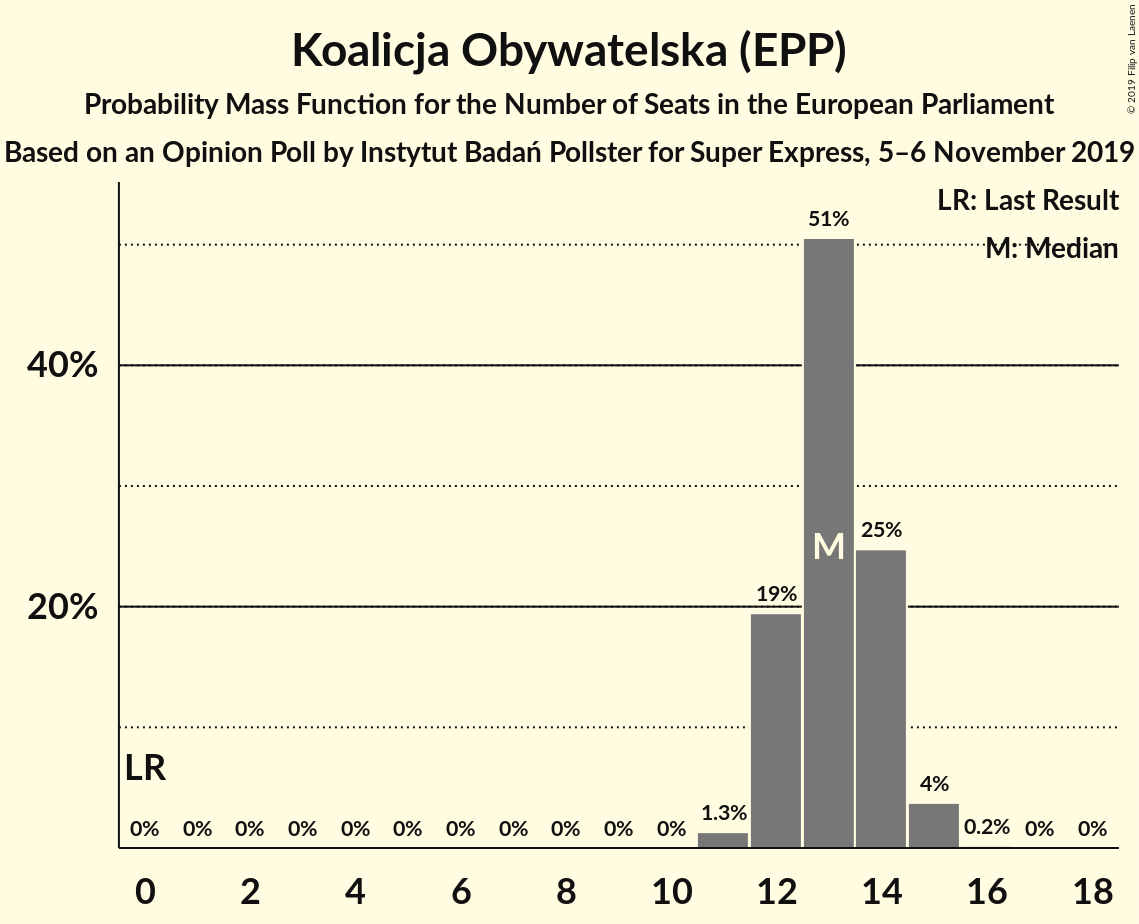 Koalicja Obywatelska (EPP)
Probability Mass Function for the Number of Seats in the European Parliament
Based on an Opinion Poll by Instytut Badań Pollster for Super Express, 5–6 November 2019
© 2019 Filip van Laenen
LR: Last Result
M: Median
51%
40%
25%
M
20%
19%
LR
4%
0% 0% 0% 0% 0% 0% 0% 0% 0% 0% 0% 1.3% 0.2% 0% 0%
0 2 4 6 8 10 12 14 16 18